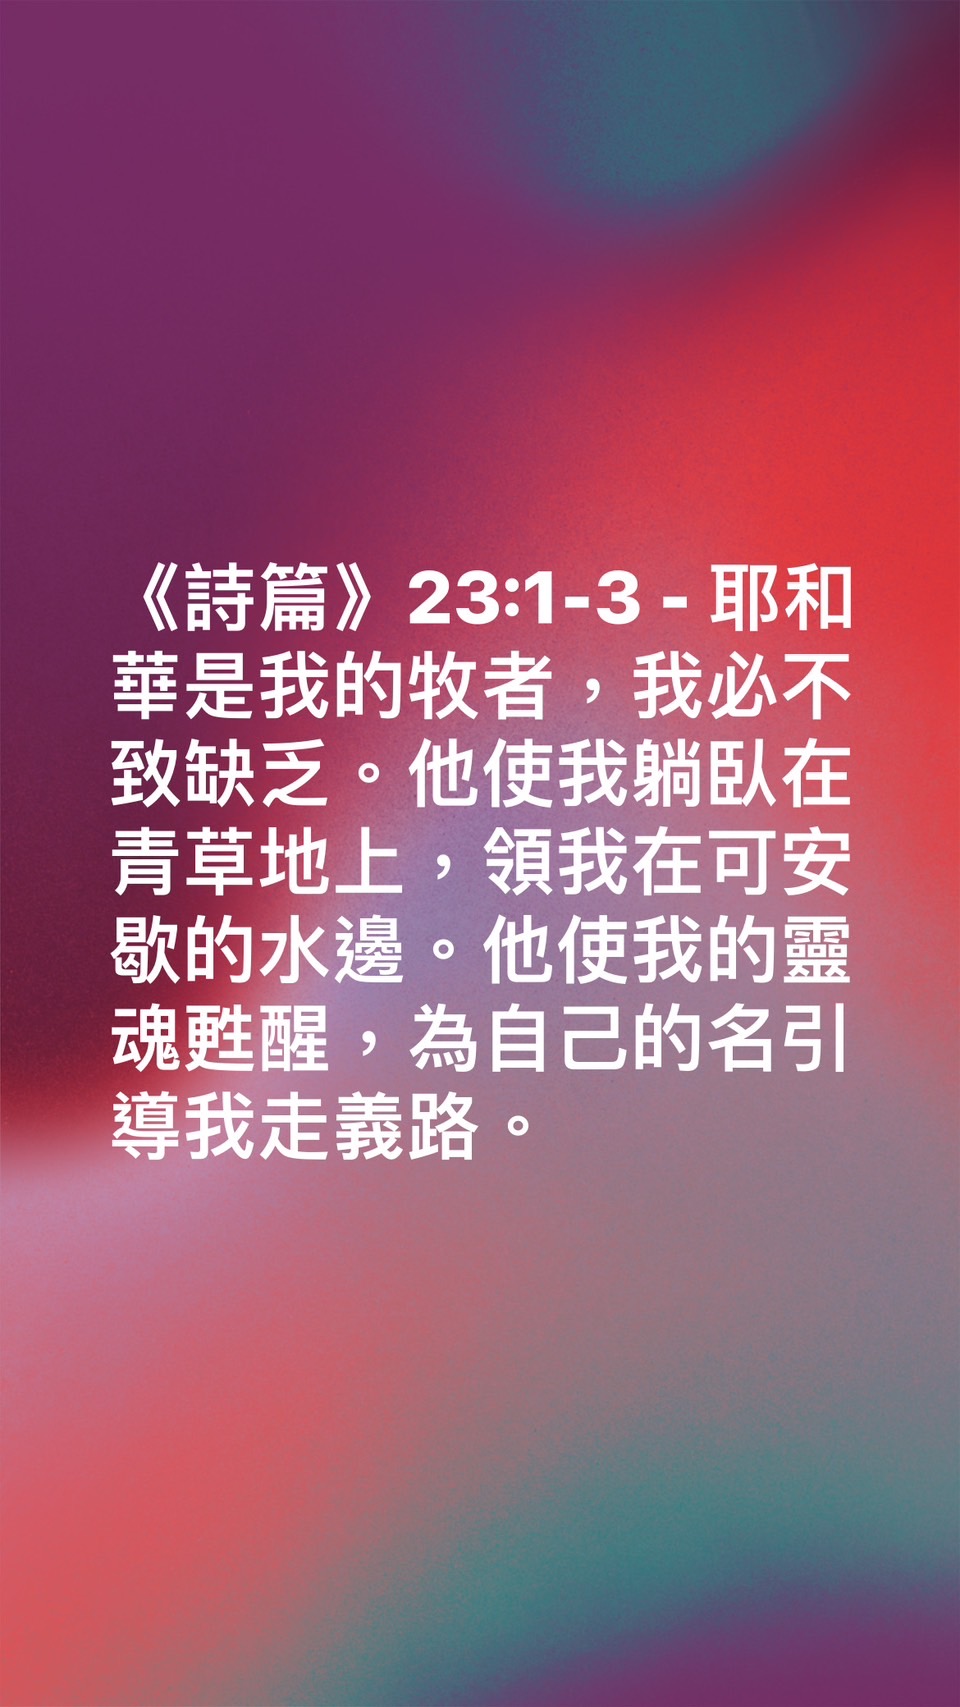 《詩篇》23:1-3 - 耶和
華是我的牧者，我必不
致缺乏。他使我躺臥在
青草地上，領我在可安
歇的水邊。他使我的靈
魂甦醒，為自己的名引
導我走義路。